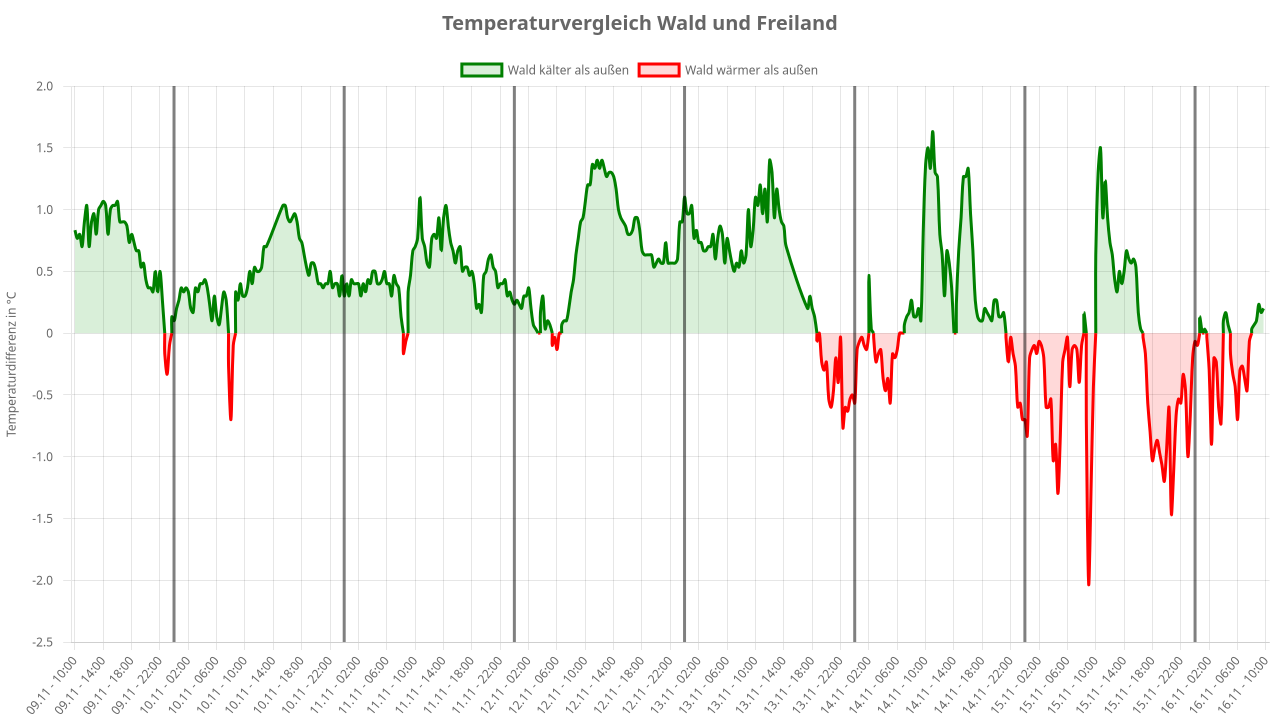 Temperaturvergleich Wald und Freiland
Wald kälter als außen
Wald wärmer als außen
Temperaturdifferenz in °C
2.0
1.5
1.0
0.5
0
-0.5
-1.0
-1.5
-2.0
-2.5
09.11 - 10:00
09.11 - 14:00
09.11 - 18:00
09.11 - 22:00
10.11 - 02:00
10.11 - 06:00
10.11 - 10:00
10.11 - 14:00
10.11 - 18:00
10.11 - 22:00
11.11 - 02:00
11.11 - 06:00
11.11 - 10:00
11.11 - 14:00
11.11 - 18:00
11.11 - 22:00
12.11 - 02:00
12.11 - 06:00
12.11 - 10:00
12.11 - 14:00
12.11 - 18:00
12.11 - 22:00
13.11 - 02:00
13.11 - 06:00
13.11 - 10:00
13.11 - 14:00
13.11 - 18:00
13.11 - 22:00
14.11 - 02:00
14.11 - 06:00
14.11 - 10:00
14.11 - 14:00
14.11 - 18:00
14.11 - 22:00
15.11 - 02:00
15.11 - 06:00
15.11 - 10:00
15.11 - 14:00
15.11 - 18:00
15.11 - 22:00
16.11 - 02:00
16.11 - 06:00
16.11 - 10:00